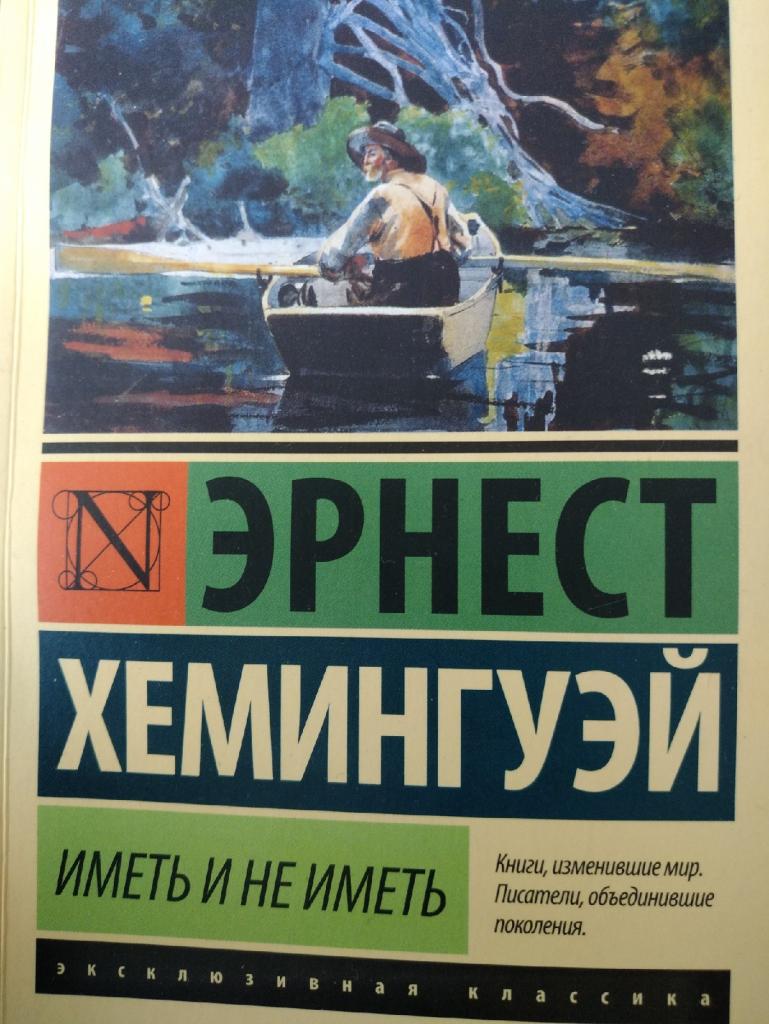 N
ЭРНЕСТ
ХЕМИНГУЭЙ
ИМЕТЬ И НЕ ИМЕТЬ
Книги, изменившие мир.
Писатели, объединившие
поколения.
эксклюзивная классика